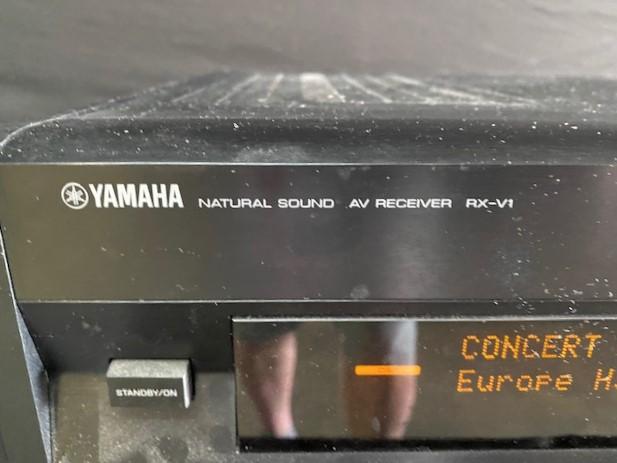 YAMAHA NATURAL SOUND AV RECEIVER RX-V1
CONCERT
Europe H
STANDBY/ON